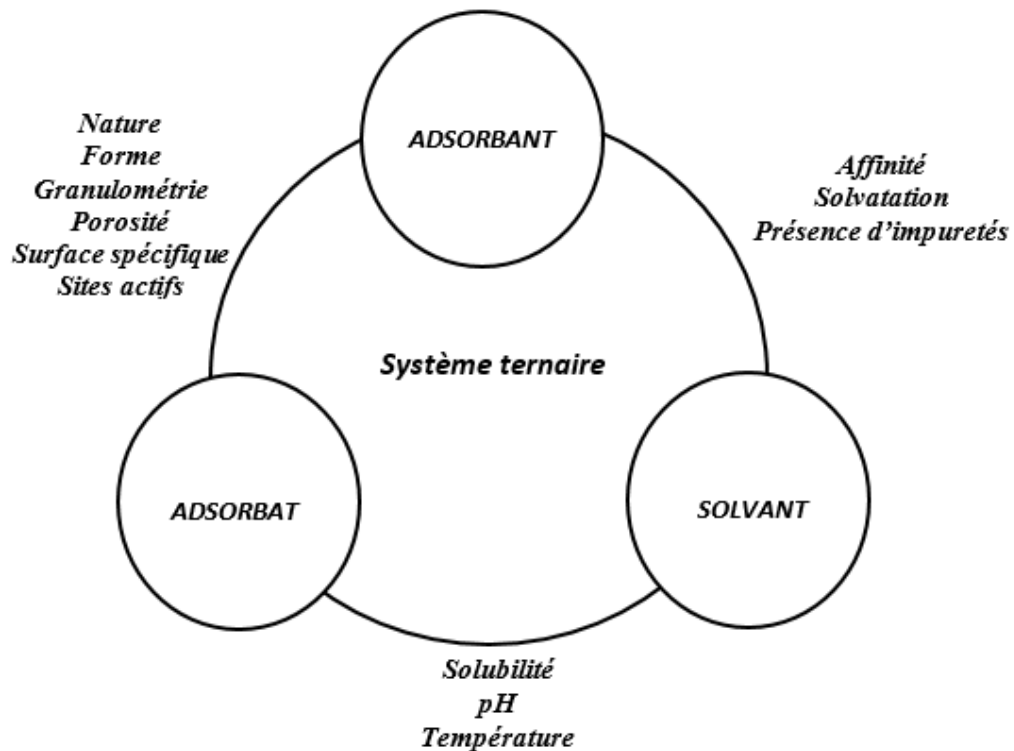 ADSORBANT
Nature
Forme
Granulométrie
Porosité
Surface spécifique
Sites actifs
Affinité
Solvatation
Présence d'impuretés
Système ternaire
ADSORBAT
SOLVANT
Solubilité
pH
Température